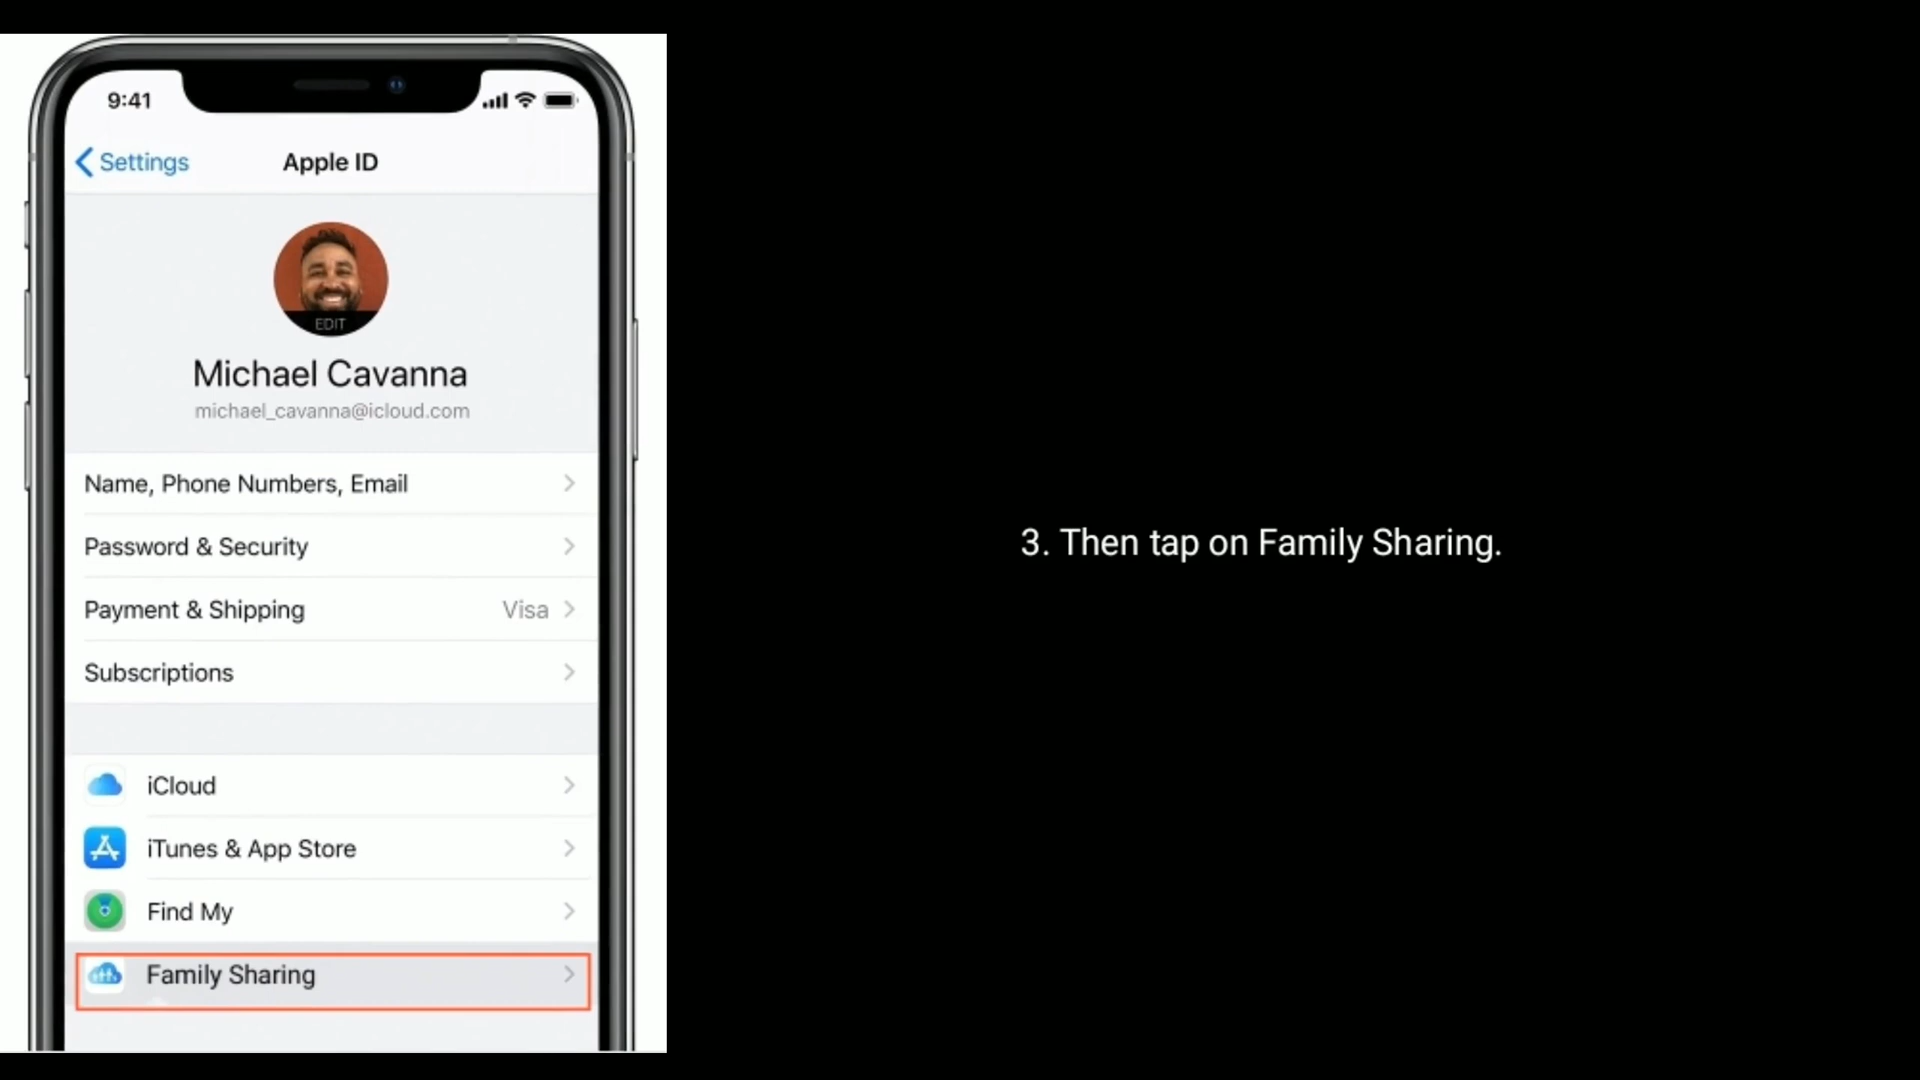 9:41
Settings
Apple ID
EDIT
Michael Cavanna
michael_cavanna@icloud.com
Name, Phone Numbers, Email
Password & Security
Payment & Shipping Visa
Subscriptions
iCloud
iTunes & App Store
Find My
Family Sharing
3. Then tap on Family Sharing.